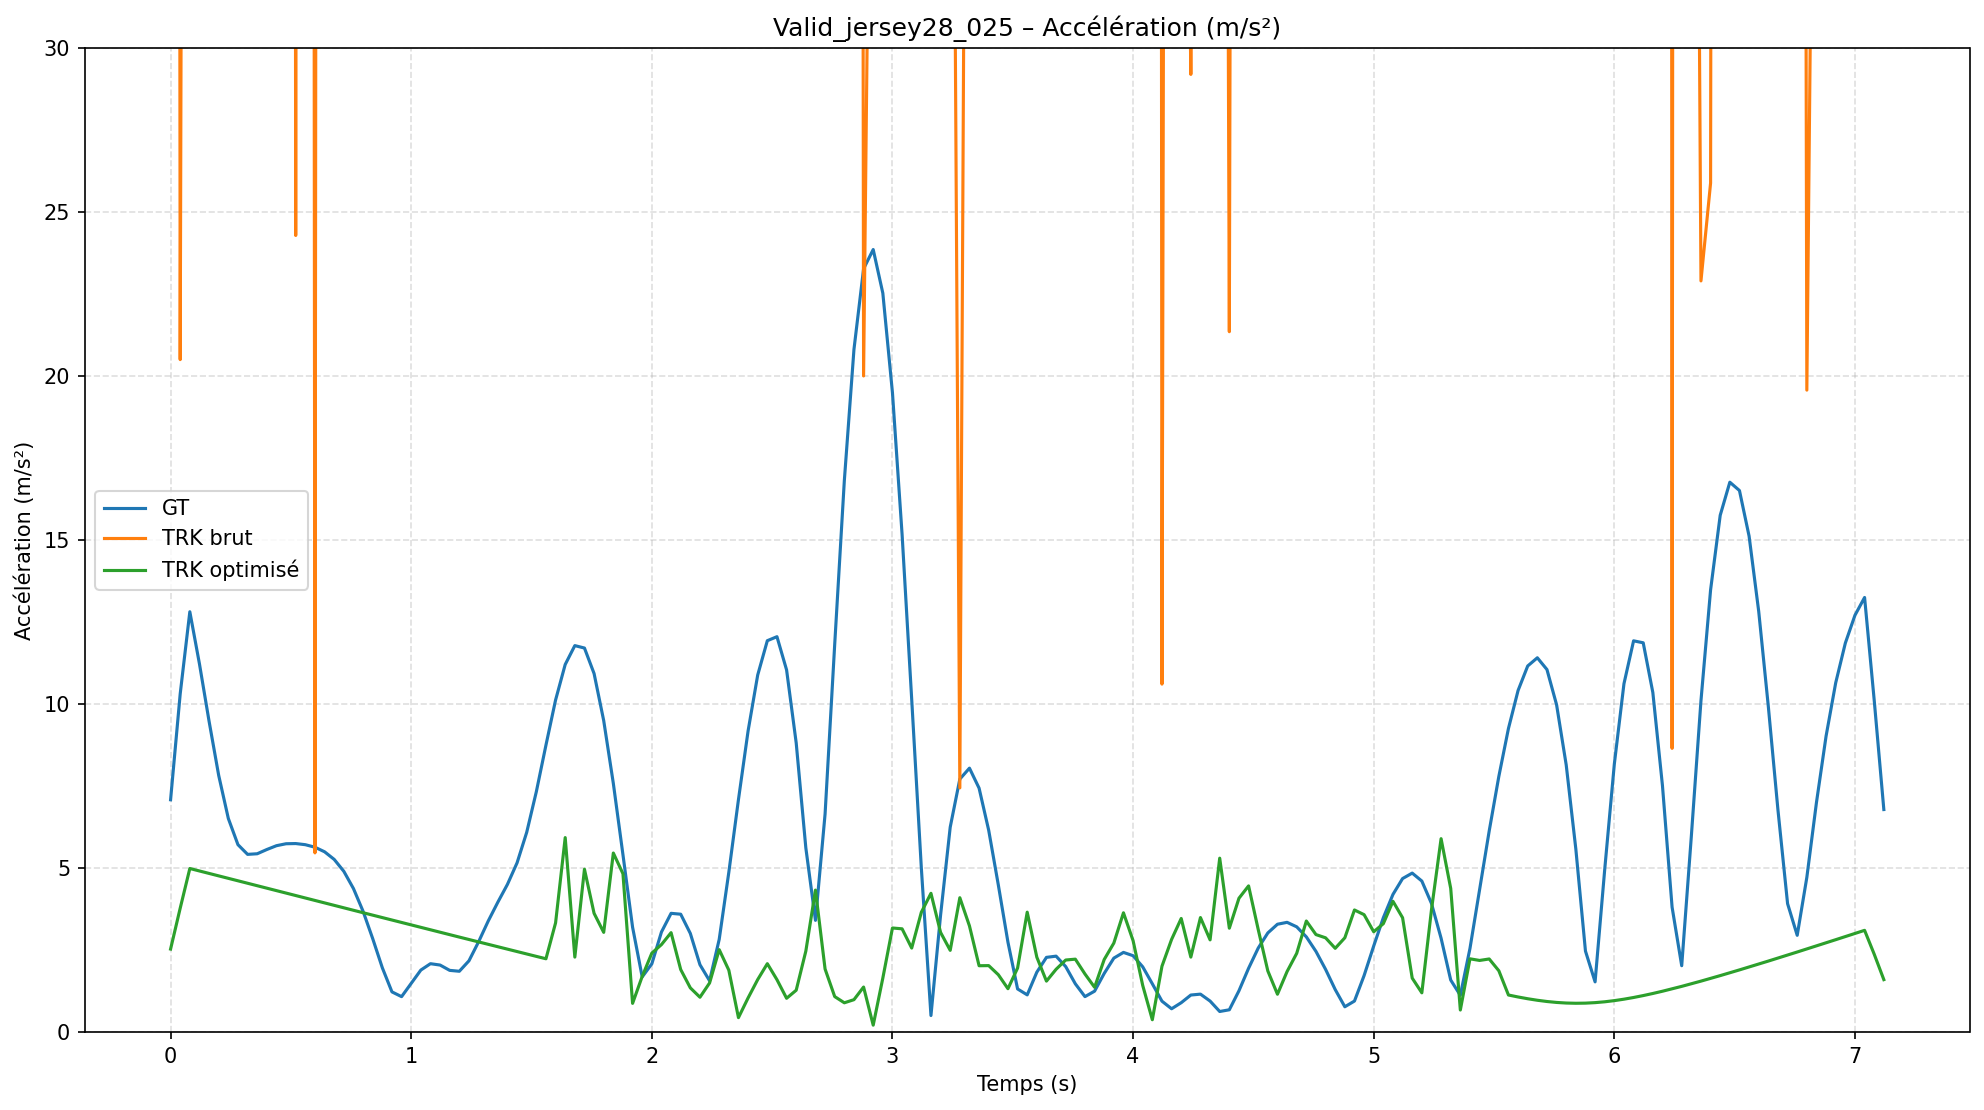 Valid_jersey28_025 – Accélération (m/s²)
30
25
20
15
10
5
0
Accélération (m/s²)
GT
TRK brut
TRK optimisé
0 1 2 3 4 5 6 7
Temps (s)